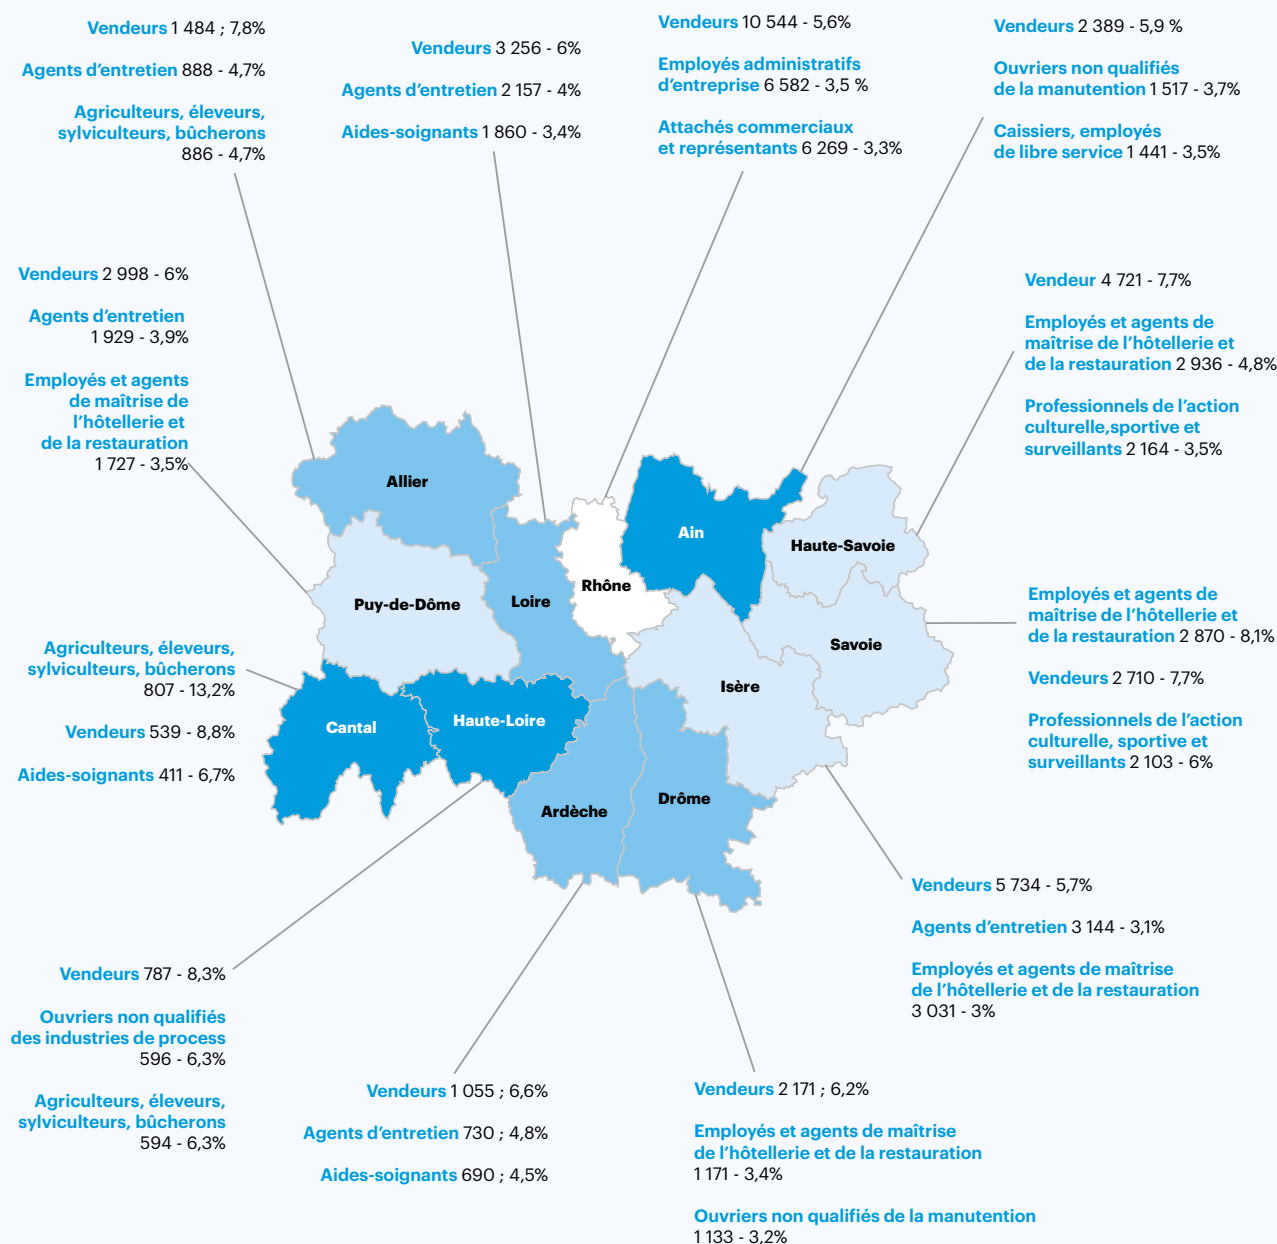 Vendeurs 1 484 ; 7,8%
Agents d'entretien 888 - 4,7%
Agriculteurs, éleveurs,
sylviculteurs, bûcherons
886 - 4,7%
Vendeurs 3 256 - 6%
Agents d'entretien 2 157 - 4%
Aides-soignants 1 860 - 3,4%
Vendeurs 10 544 - 5,6%
Employés administratifs
d'entreprise 6 582 - 3,5 %
Attachés commerciaux
et représentants 6 269 - 3,3%
Vendeurs 2 389 - 5,9 %
Ouvriers non qualifiés
de la manutention 1 517 - 3,7%
Caissiers, employés
de libre service 1 441 - 3,5%
Vendeurs 2 998 - 6%
Agents d'entretien
1 929 - 3,9%
Employés et agents
de maîtrise de
l'hôtellerie et
de la restauration
1 727 - 3,5%
Vendeur 4 721 - 7,7%
Employés et agents de
maîtrise de l'hôtellerie et
de la restauration 2 936 - 4,8%
Professionnels de l'action
culturelle,sportive et
surveillants 2 164 - 3,5%
Allier
Ain
Haute-Savoie
Rhône
Puy-de-Dôme
Loire
Savoie
Isère
Cantal
Haute-Loire
Ardèche
Drôme
Agriculteurs, éleveurs,
sylviculteurs, bûcherons
807 - 13,2%
Vendeurs 539 - 8,8%
Aides-soignants 411 - 6,7%
Employés et agents de
maîtrise de l'hôtellerie et
de la restauration 2 870 - 8,1%
Vendeurs 2 710 - 7,7%
Professionnels de l'action
culturelle, sportive et
surveillants 2 103 - 6%
Vendeurs 5 734 - 5,7%
Agents d'entretien 3 144 - 3,1%
Employés et agents de maîtrise
de l'hôtellerie et de la restauration
3 031 - 3%
Vendeurs 787 - 8,3%
Ouvriers non qualifiés
des industries de process
596 - 6,3%
Agriculteurs, éleveurs,
sylviculteurs, bûcherons
594 - 6,3%
Vendeurs 1 055 ; 6,6%
Agents d'entretien 730 ; 4,8%
Aides-soignants 690 ; 4,5%
Vendeurs 2 171 ; 6,2%
Employés et agents de maîtrise
de l'hôtellerie et de la restauration
1 171 - 3,4%
Ouvriers non qualifiés de la manutention
1 133 - 3,2%